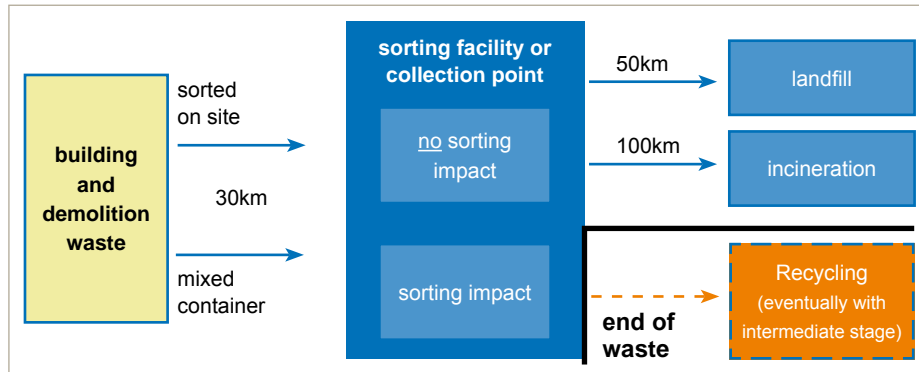 building
and
demolition
waste
sorted
on site
30km
mixed
container
sorting facility or
collection point
no sorting
impact
sorting impact
50km
landfill
100km
incineration
end of
waste
Recycling
(eventually with
intermediate stage)